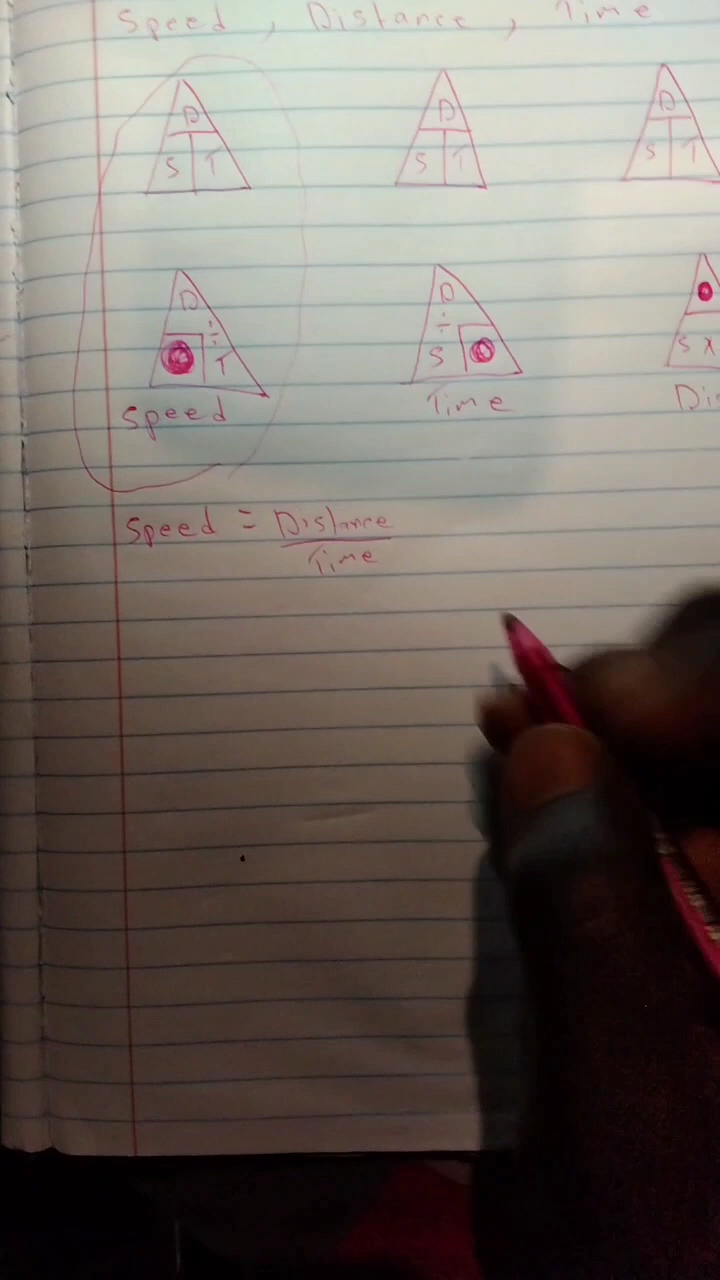 Speed, Distance, Time
D D D
S T S T S T
D D
÷ ÷
T S S x
Speed Time
Speed = Distance
Time